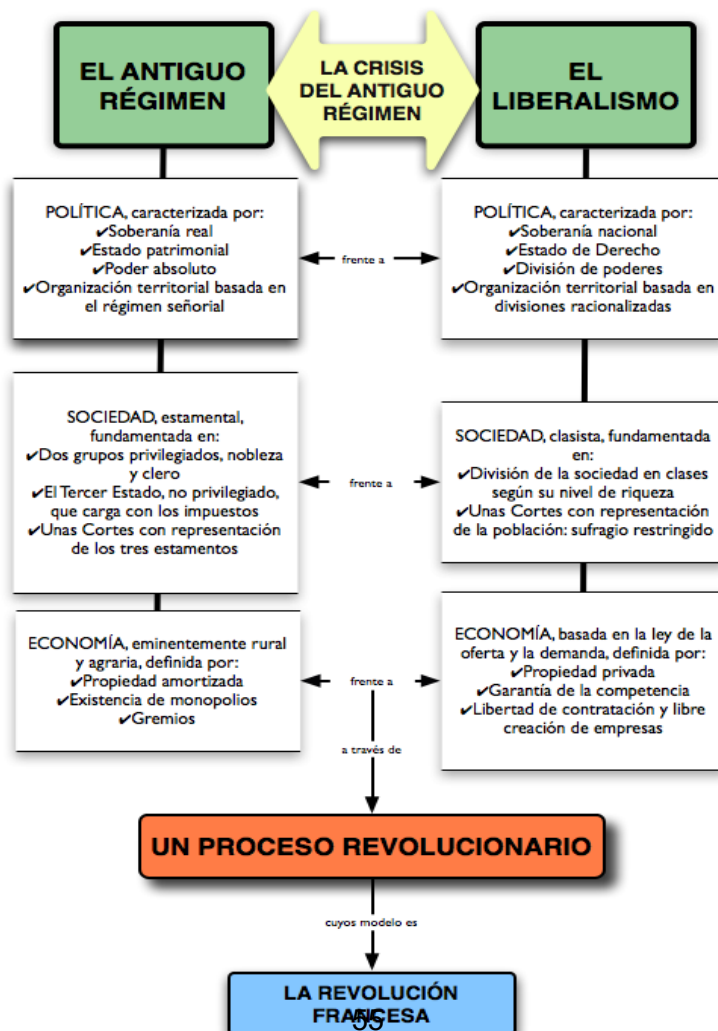 EL ANTIGUO
RÉGIMEN
LA CRISIS
DEL ANTIGUO
RÉGIMEN
EL
LIBERALISMO
POLÍTICA, caracterizada por:
✔Soberanía real
✔Estado patrimonial
✔Poder absoluto
✔Organización territorial basada en
el régimen señorial
frente a
POLÍTICA, caracterizada por:
✔Soberanía nacional
✔Estado de Derecho
✔División de poderes
✔Organización territorial basada en
divisiones racionalizadas
SOCIEDAD, estamental,
fundamentada en:
✔Dos grupos privilegiados, nobleza
y clero
✔El Tercer Estado, no privilegiado,
que carga con los impuestos
✔Unas Cortes con representación
de los tres estamentos
frente a
SOCIEDAD, clasista, fundamentada
en:
✔División de la sociedad en clases
según su nivel de riqueza
✔Unas Cortes con representación
de la población: sufragio restringido
ECONOMÍA, eminentemente rural
y agraria, definida por:
✔Propiedad amortizada
✔Existencia de monopolios
✔Gremios
frente a
ECONOMÍA, basada en la ley de la
oferta y la demanda, definida por:
✔Propiedad privada
✔Garantía de la competencia
✔Libertad de contratación y libre
creación de empresas
a través de
UN PROCESO REVOLUCIONARIO
cuyos modelo es
LA REVOLUCIÓN
FRANCESA
55